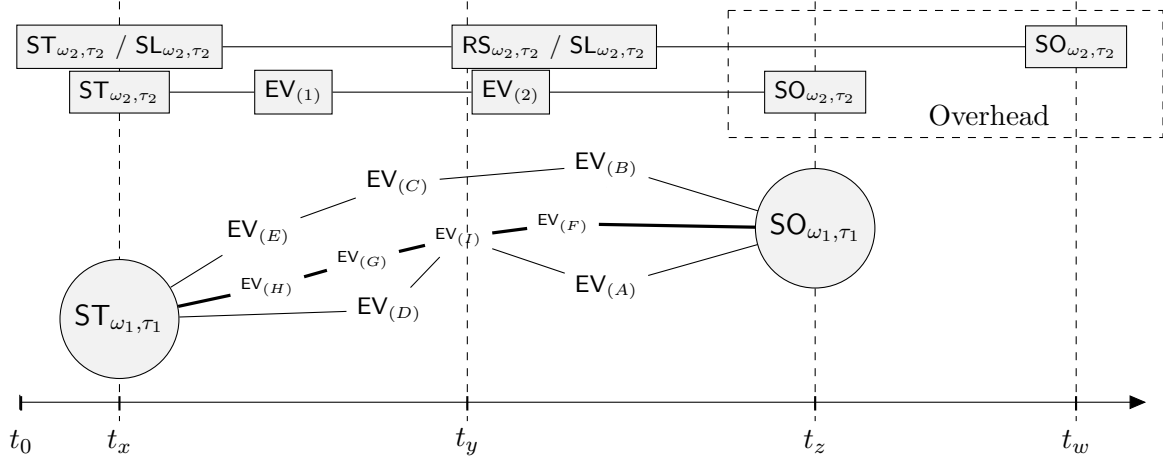 ST_{ω₂,τ₂} / SL_{ω₂,τ₂} RS_{ω₂,τ₂} / SL_{ω₂,τ₂} SO_{ω₂,τ₂}
ST_{ω₂,τ₂} EV_{(1)} EV_{(2)} SO_{ω₂,τ₂}
Overhead
EV_{(B)}
EV_{(C)}
EV_{(E)}
EV_{(F)}
SO_{ω₁,τ₁}
EV_{(I)}
EV_{(G)}
EV_{(H)}
EV_{(A)}
EV_{(D)}
ST_{ω₁,τ₁}
t₀ tₓ t_y t_z t_w